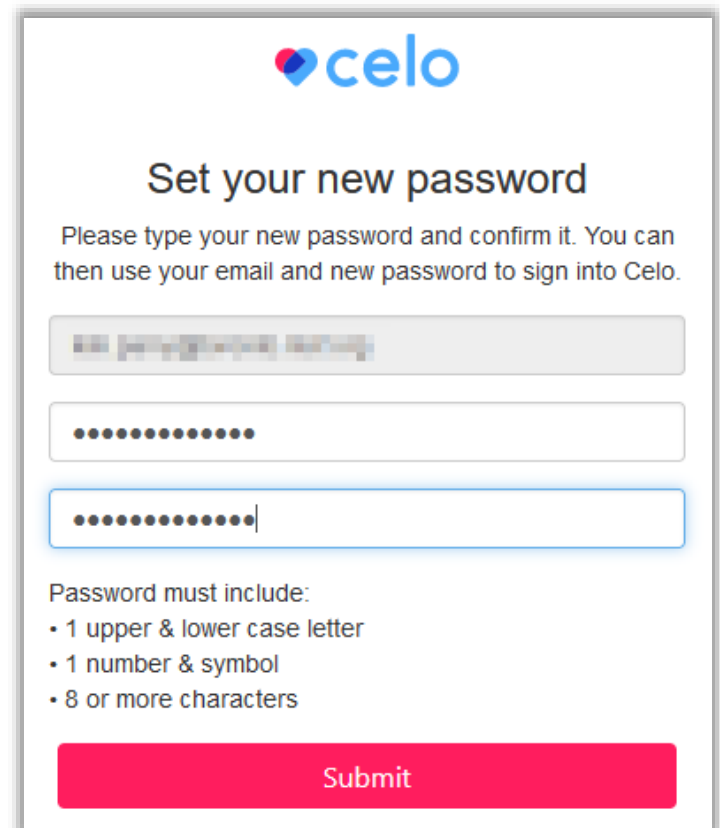 celo
Set your new password
Please type your new password and confirm it. You can
then use your email and new password to sign into Celo.
•••••••••••••
•••••••••••••
Password must include:
• 1 upper & lower case letter
• 1 number & symbol
• 8 or more characters
Submit